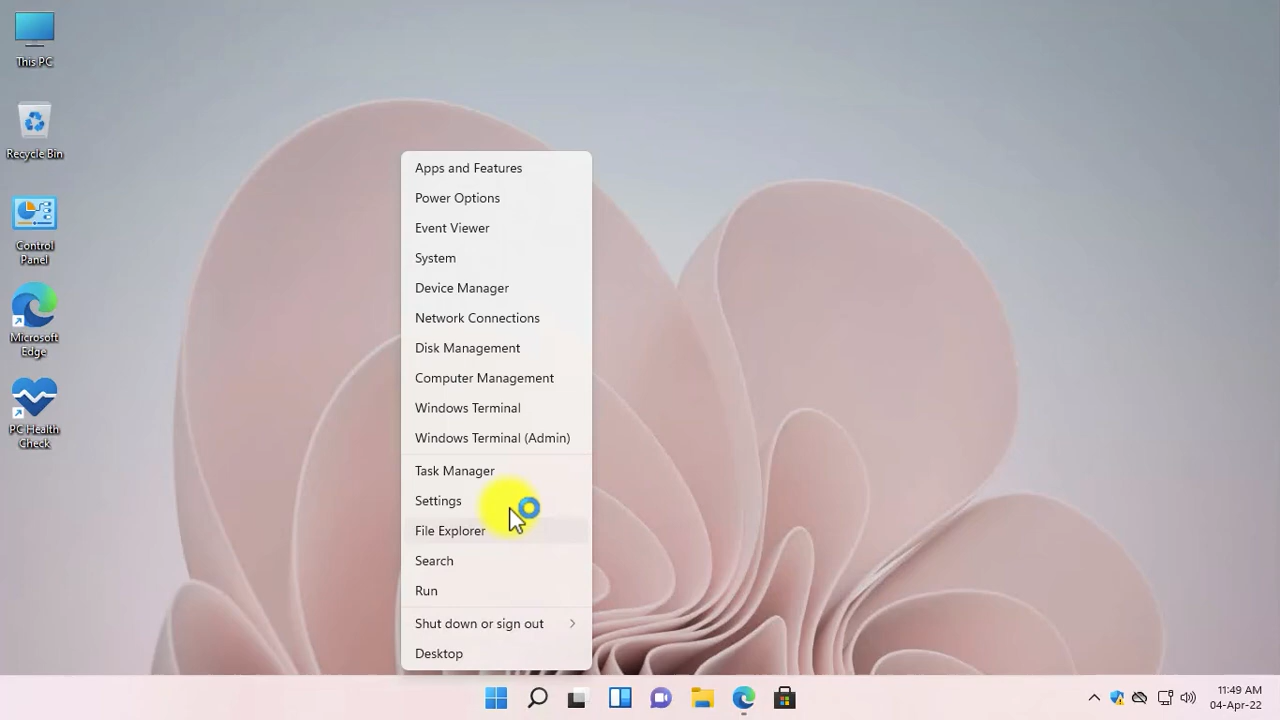 This PC
Recycle Bin
Control
Panel
Microsoft
Edge
PC Health
Check
Apps and Features
Power Options
Event Viewer
System
Device Manager
Network Connections
Disk Management
Computer Management
Windows Terminal
Windows Terminal (Admin)
Task Manager
Settings
File Explorer
Search
Run
Shut down or sign out
Desktop
11:49 AM
04-Apr-22